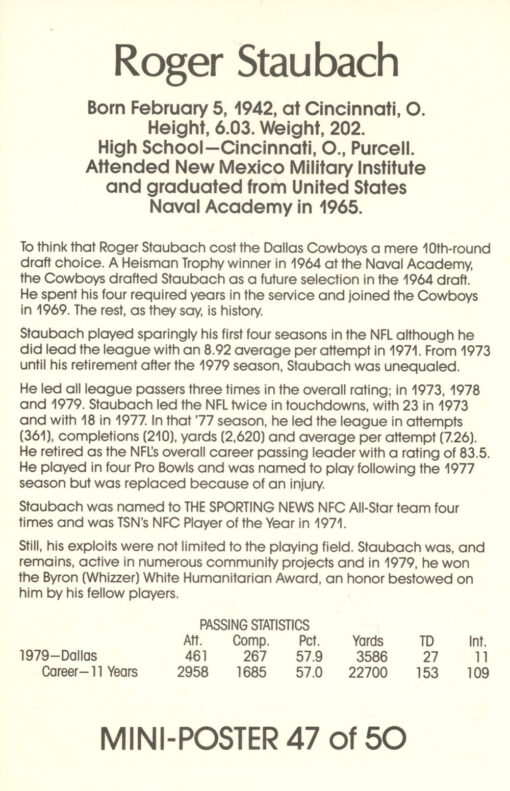 Roger Staubach
Born February 5, 1942, at Cincinnati, O.
Height, 6.03. Weight, 202.
High School—Cincinnati, O., Purcell.
Attended New Mexico Military Institute
and graduated from United States
Naval Academy in 1965.
To think that Roger Staubach cost the Dallas Cowboys a mere 10th-round
draft choice. A Heisman Trophy winner in 1964 at the Naval Academy,
the Cowboys drafted Staubach as a future selection in the 1964 draft.
He spent his four required years in the service and joined the Cowboys
in 1969. The rest, as they say, is history.
Staubach played sparingly his first four seasons in the NFL although he
did lead the league with an 8.92 average per attempt in 1971. From 1973
until his retirement after the 1979 season, Staubach was unequaled.
He led all league passers three times in the overall rating; in 1973, 1978
and 1979. Staubach led the NFL twice in touchdowns, with 23 in 1973
and with 18 in 1977. In that '77 season, he led the league in attempts
(361), completions (210), yards (2,620) and average per attempt (7.26).
He retired as the NFL's overall career passing leader with a rating of 83.5.
He played in four Pro Bowls and was named to play following the 1977
season but was replaced because of an injury.
Staubach was named to THE SPORTING NEWS NFC All-Star team four
times and was TSN's NFC Player of the Year in 1971.
Still, his exploits were not limited to the playing field. Staubach was, and
remains, active in numerous community projects and in 1979, he won
the Byron (Whizzer) White Humanitarian Award, an honor bestowed on
him by his fellow players.
PASSING STATISTICS
Att. Comp. Pct. Yards TD Int.
1979—Dallas 461 267 57.9 3586 27 11
Career—11 Years 2958 1685 57.0 22700 153 109
MINI-POSTER 47 of 50